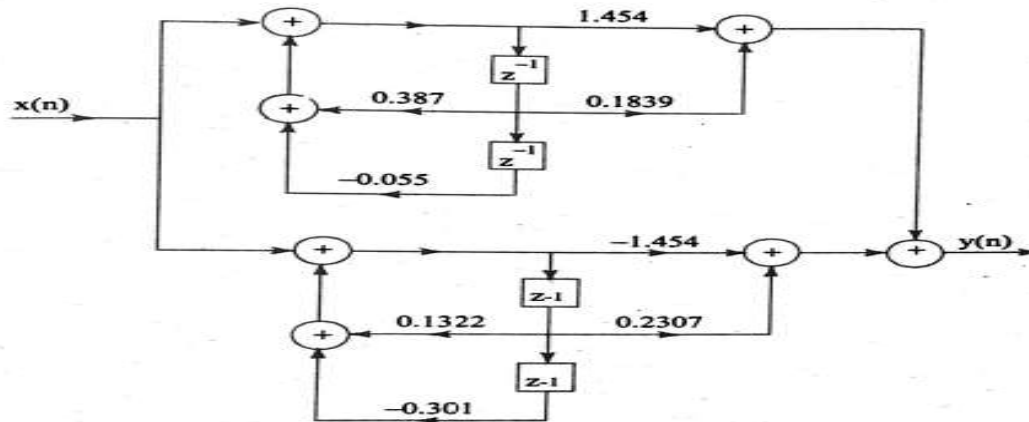 1.454
z⁻¹
x(n)
0.387
0.1839
z⁻¹
−0.055
−1.454
y(n)
z-1
0.1322
0.2307
z-1
−0.301